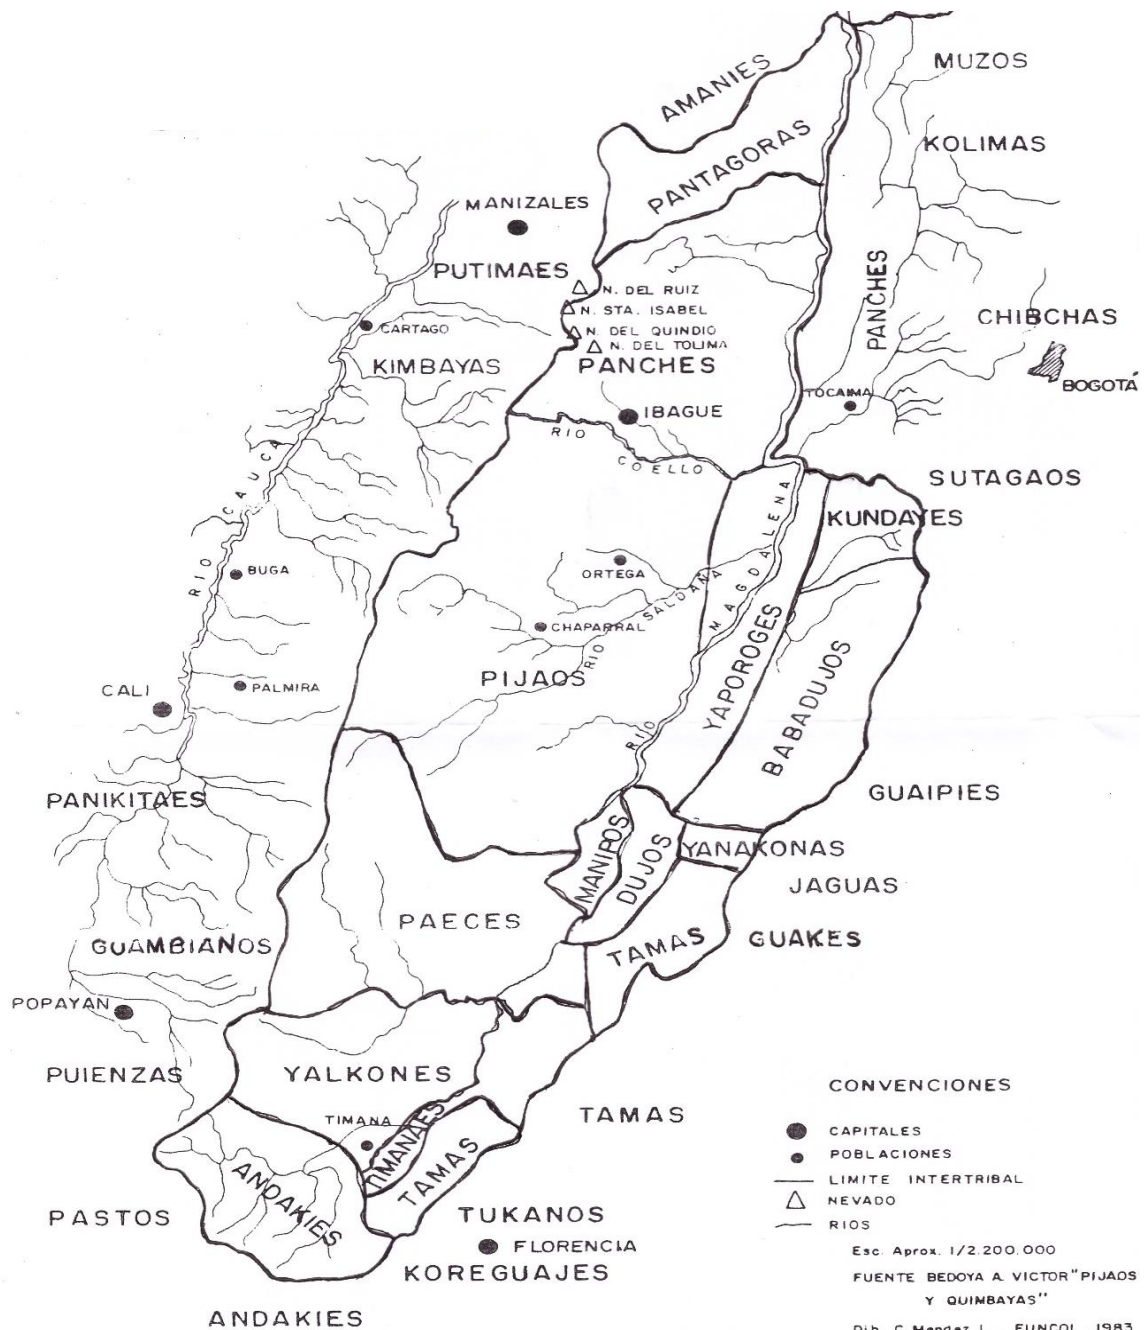 AMANIES
MUZOS
KOLIMAS
PANTAGORAS
MANIZALES
PUTIMAES
N. DEL RUIZ
N. STA. ISABEL
N. DEL QUINDIO
N. DEL TOLIMA
PANCHES
PANCHES
CHIBCHAS
BOGOTÁ
CARTAGO
KIMBAYAS
TOCAIMA
IBAGUE
RIO COELLO
SUTAGAOS
KUNDAYES
RIO CAUCA
BUGA
ORTEGA
CHAPARRAL
RIO SALDAÑA
RIO MAGDALENA
PIJAOS
YAPOROGES
BABADUJOS
CALI
PALMIRA
PANIKITAES
GUAIPIES
MANIPOS
DUJOS
YANAKONAS
JAGUAS
PAECES
GUAMBIANOS
TAMAS
GUAKES
POPAYAN
PUIENZAS
YALKONES
TIMANA
TIMANAES
TAMAS
TAMAS
ANDAKIES
PASTOS
TUKANOS
FLORENCIA
KOREGUAJES
ANDAKIES
CONVENCIONES
CAPITALES
POBLACIONES
LIMITE INTERTRIBAL
NEVADO
RIOS
Esc. Aprox. 1/2.200.000
FUENTE BEDOYA A. VICTOR "PIJAOS
Y QUIMBAYAS"
Dib. C. Mendez L. FUNCOL 1983